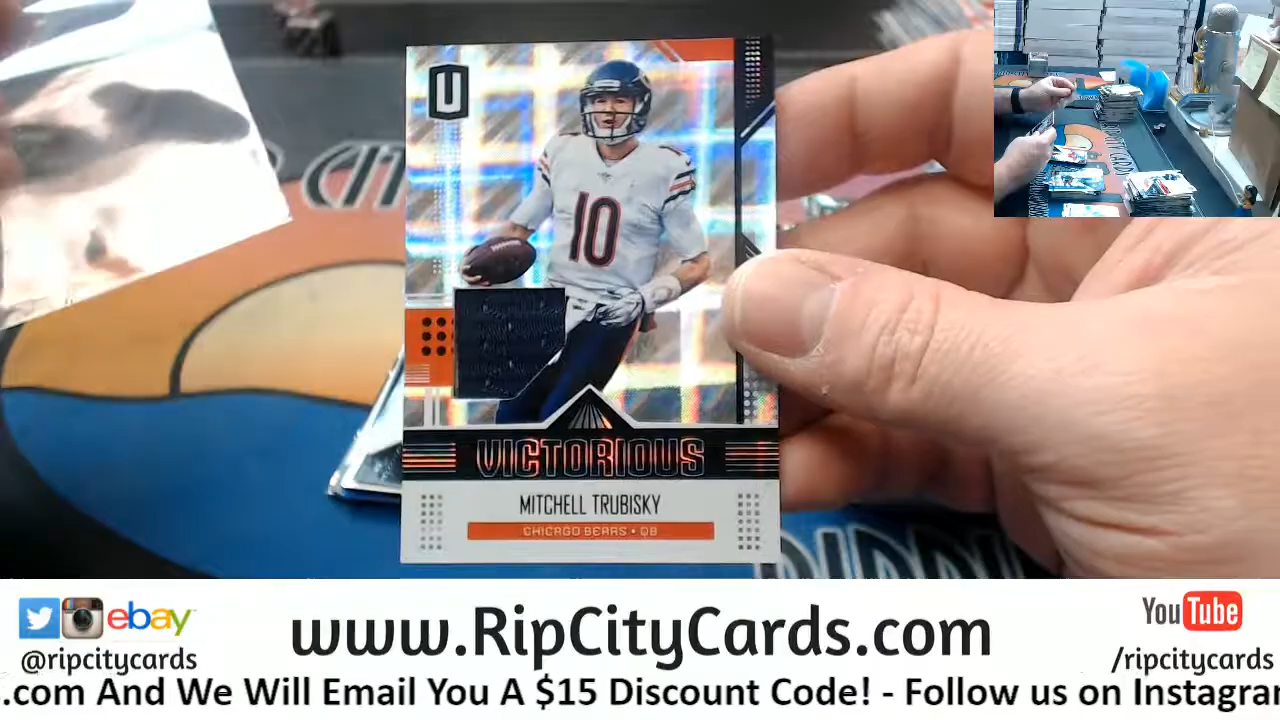 U
10
VICTORIOUS
MITCHELL TRUBISKY
CHICAGO BEARS • QB
ebay
@ripcitycards
www.RipCityCards.com
YouTube
/ripcitycards
s.com And We Will Email You A $15 Discount Code! - Follow us on Instagram